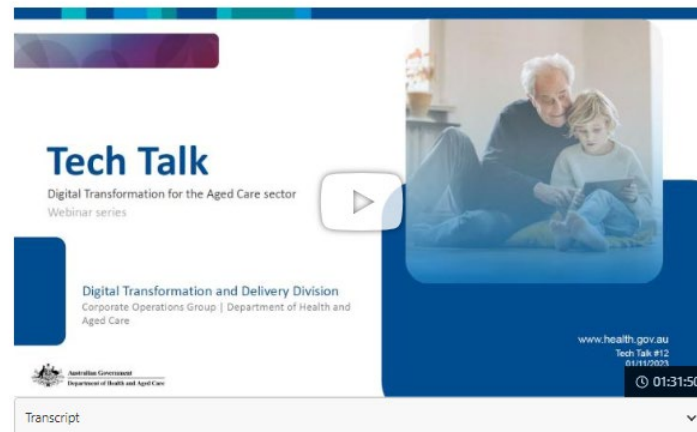 Tech Talk
Digital Transformation for the Aged Care sector
Webinar series
Digital Transformation and Delivery Division
Corporate Operations Group | Department of Health and
Aged Care
Australian Government
Department of Health and Aged Care
www.health.gov.au
Tech Talk #12
01/11/2023
01:31:50
Transcript